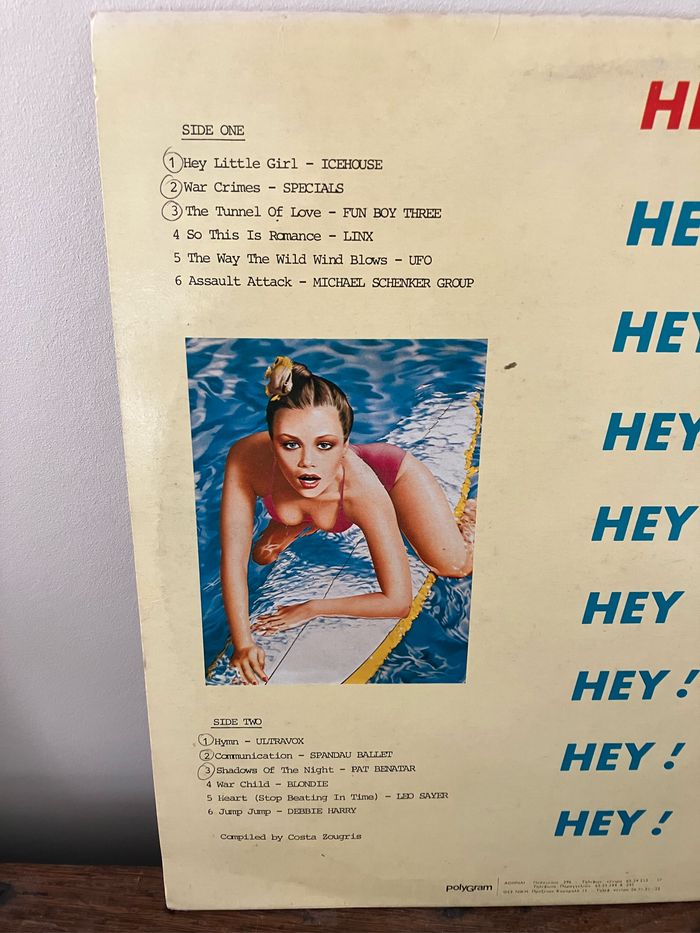 SIDE ONE
1 Hey Little Girl - ICEHOUSE
2 War Crimes - SPECIALS
3 The Tunnel Of Love - FUN BOY THREE
4 So This Is Romance - LINX
5 The Way The Wild Wind Blows - UFO
6 Assault Attack - MICHAEL SCHENKER GROUP
HE
HE
HEY
HEY
HEY
HEY
HEY!
HEY!
HEY!
SIDE TWO
1 Hymn - ULTRAVOX
2 Communication - SPANDAU BALLET
3 Shadows Of The Night - PAT BENATAR
4 War Child - BLONDIE
5 Heart (Stop Beating In Time) - LEO SAYER
6 Jump Jump - DEBBIE HARRY
Compiled by Costa Zougris
polyGram